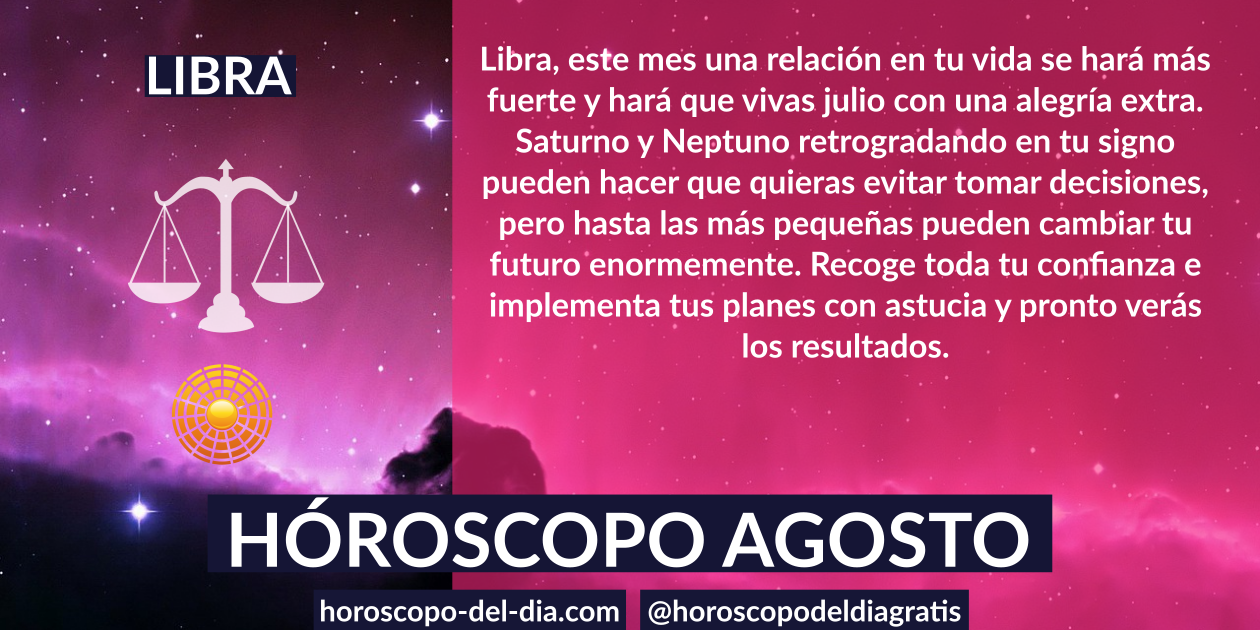 LIBRA
Libra, este mes una relación en tu vida se hará más
fuerte y hará que vivas julio con una alegría extra.
Saturno y Neptuno retrogradando en tu signo
pueden hacer que quieras evitar tomar decisiones,
pero hasta las más pequeñas pueden cambiar tu
futuro enormemente. Recoge toda tu confianza e
implementa tus planes con astucia y pronto verás
los resultados.
HÓROSCOPO AGOSTO
horoscopo-del-dia.com
@horoscopodeldiagratis